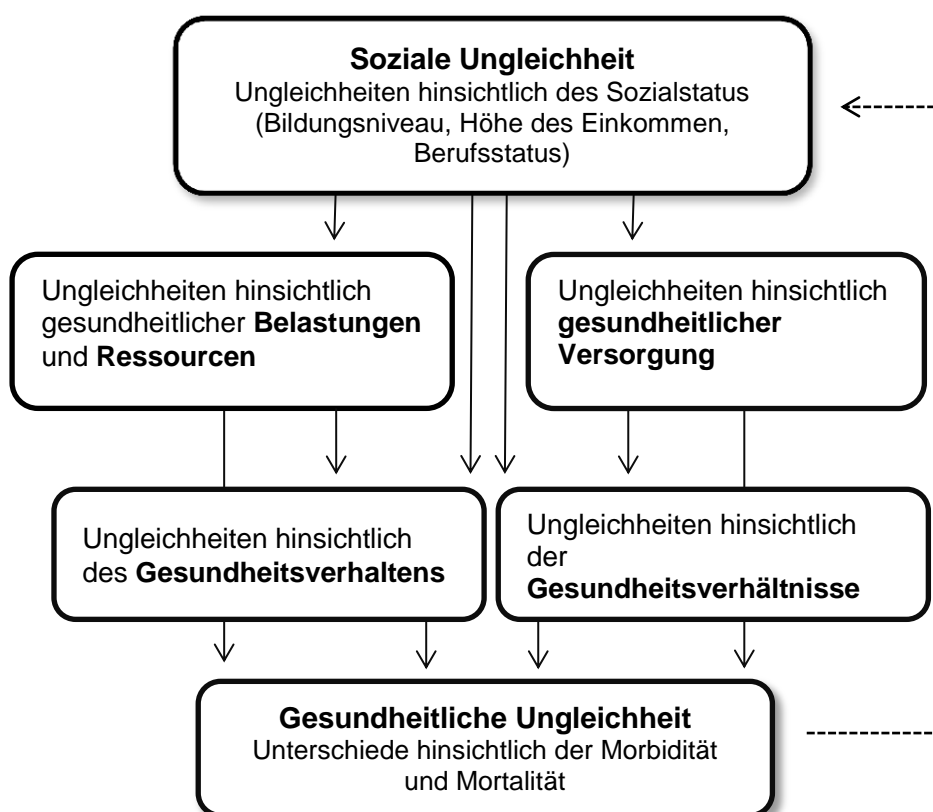 Soziale Ungleichheit
Ungleichheiten hinsichtlich des Sozialstatus
(Bildungsniveau, Höhe des Einkommen,
Berufsstatus)
Ungleichheiten hinsichtlich
gesundheitlicher Belastungen
und Ressourcen
Ungleichheiten hinsichtlich
gesundheitlicher
Versorgung
Ungleichheiten hinsichtlich
des Gesundheitsverhaltens
Ungleichheiten hinsichtlich
der
Gesundheitsverhältnisse
Gesundheitliche Ungleichheit
Unterschiede hinsichtlich der Morbidität
und Mortalität